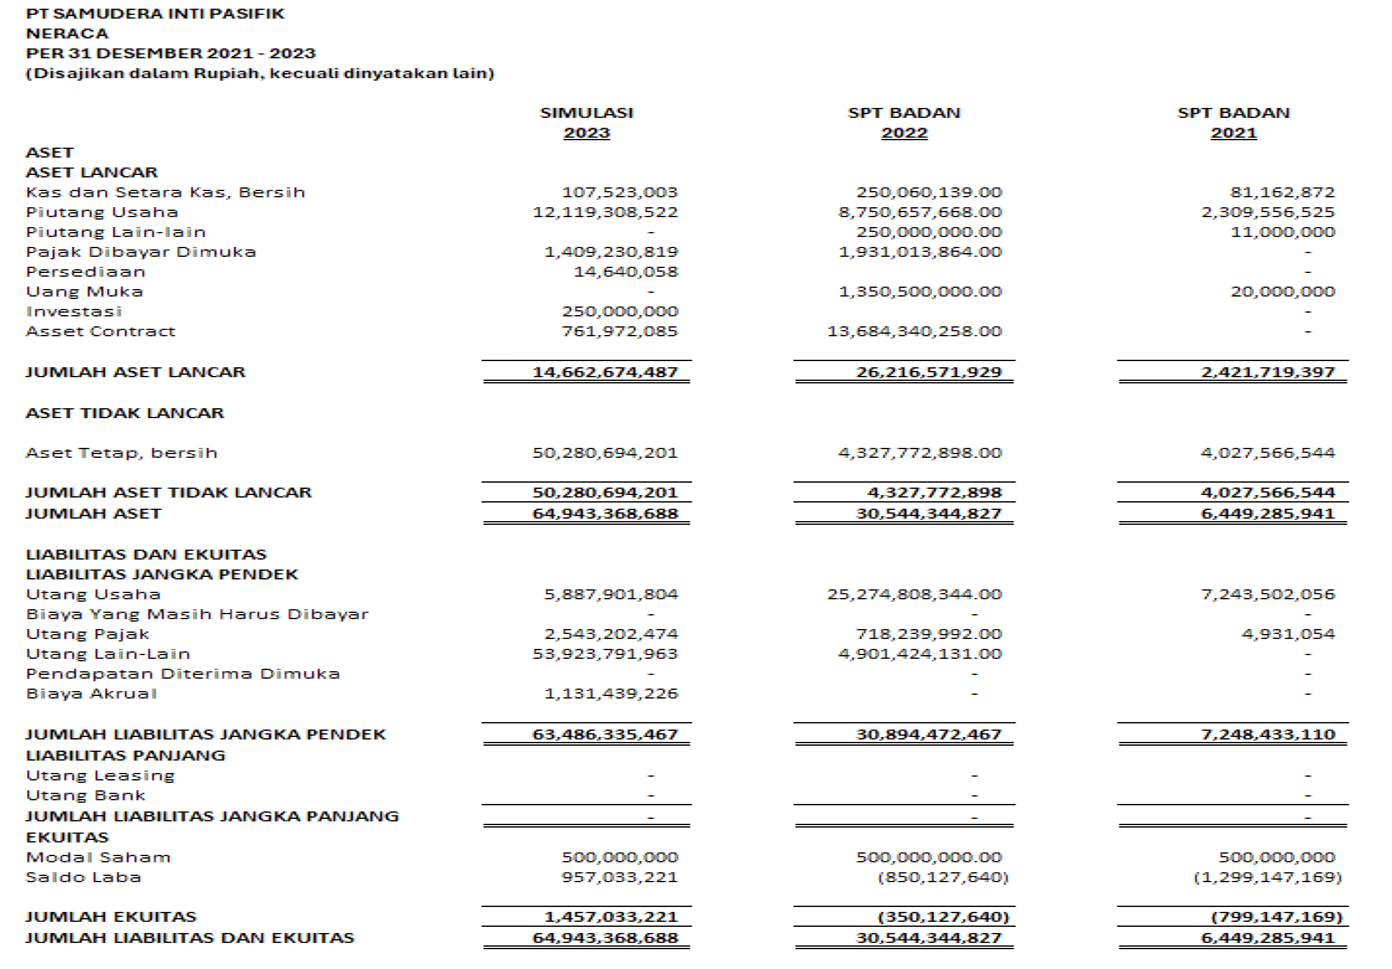 PT SAMUDERA INTI PASIFIK
NERACA
PER 31 DESEMBER 2021 - 2023
(Disajikan dalam Rupiah, kecuali dinyatakan lain)
SIMULASI SPT BADAN SPT BADAN
2023 2022 2021
ASET
ASET LANCAR
Kas dan Setara Kas, Bersih 107,523,003 250,060,139.00 81,162,872
Piutang Usaha 12,119,308,522 8,750,657,668.00 2,309,556,525
Piutang Lain-lain - 250,000,000.00 11,000,000
Pajak Dibayar Dimuka 1,409,230,819 1,931,013,864.00 -
Persediaan 14,640,058 -
Uang Muka - 1,350,500,000.00 20,000,000
Investasi 250,000,000 -
Asset Contract 761,972,085 13,684,340,258.00 -
JUMLAH ASET LANCAR 14,662,674,487 26,216,571,929 2,421,719,397
ASET TIDAK LANCAR
Aset Tetap, bersih 50,280,694,201 4,327,772,898.00 4,027,566,544
JUMLAH ASET TIDAK LANCAR 50,280,694,201 4,327,772,898 4,027,566,544
JUMLAH ASET 64,943,368,688 30,544,344,827 6,449,285,941
LIABILITAS DAN EKUITAS
LIABILITAS JANGKA PENDEK
Utang Usaha 5,887,901,804 25,274,808,344.00 7,243,502,056
Biaya Yang Masih Harus Dibayar - - -
Utang Pajak 2,543,202,474 718,239,992.00 4,931,054
Utang Lain-Lain 53,923,791,963 4,901,424,131.00 -
Pendapatan Diterima Dimuka - - -
Biaya Akrual 1,131,439,226 - -
JUMLAH LIABILITAS JANGKA PENDEK 63,486,335,467 30,894,472,467 7,248,433,110
LIABILITAS PANJANG
Utang Leasing - - -
Utang Bank - - -
JUMLAH LIABILITAS JANGKA PANJANG - - -
EKUITAS
Modal Saham 500,000,000 500,000,000.00 500,000,000
Saldo Laba 957,033,221 (850,127,640) (1,299,147,169)
JUMLAH EKUITAS 1,457,033,221 (350,127,640) (799,147,169)
JUMLAH LIABILITAS DAN EKUITAS 64,943,368,688 30,544,344,827 6,449,285,941